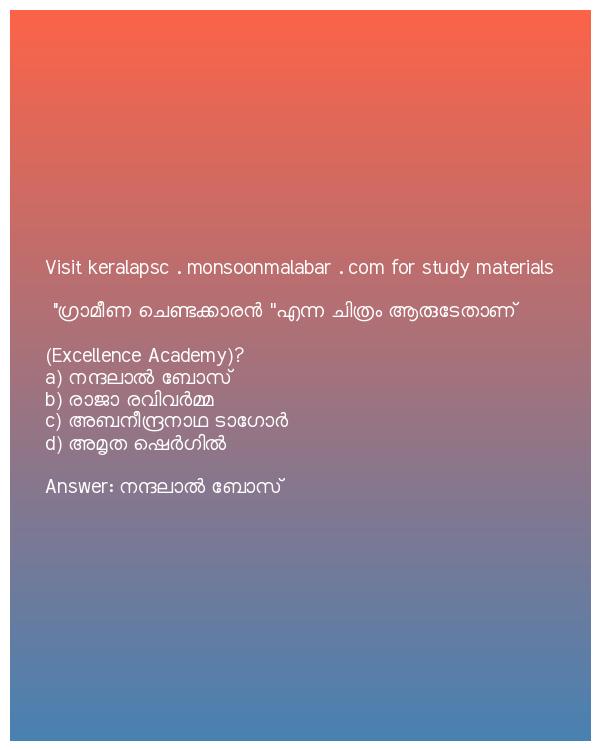 Visit keralapsc . monsoonmalabar . com for study materials
"ഗ്രാമീണ ചെണ്ടക്കാരൻ "എന്ന ചിത്രം ആരുടേതാണ്
(Excellence Academy)?
a) നന്ദലാൽ ബോസ്
b) രാജാ രവിവർമ്മ
c) അബനീന്ദ്രനാഥ ടാഗോർ
d) അമൃത ഷെർഗിൽ
Answer: നന്ദലാൽ ബോസ്